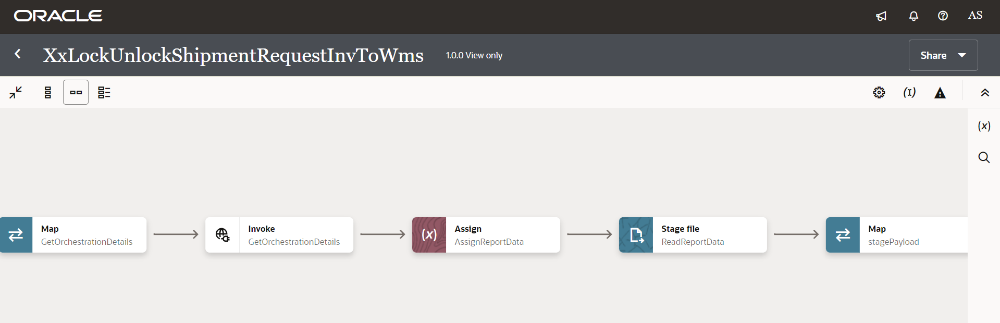 ORACLE
AS
XxLockUnlockShipmentRequestInvToWms
1.0.0 View only
Share
(I)
(x)
Map
GetOrchestrationDetails
Invoke
GetOrchestrationDetails
(x)
Assign
AssignReportData
Stage file
ReadReportData
Map
stagePayload